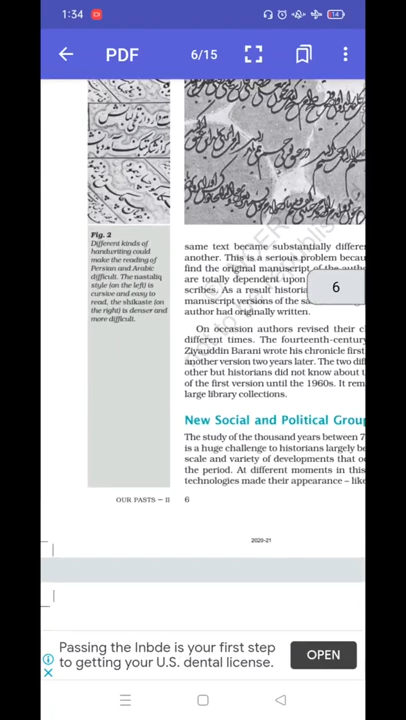 1:34
14
PDF
6/15
Fig. 2
Different kinds of
handwriting could
make the reading of
Persian and Arabic
difficult. The nastaliq
style (on the left) is
cursive and easy to
read, the shikaste (on
the right) is denser and
more difficult.
same text became substantially differe
another. This is a serious problem becau
find the original manuscript of the auth
are totally dependent upon
scribes. As a result historia
manuscript versions of the sa
author had originally written.
6
On occasion authors revised their c
different times. The fourteenth-century
Ziyauddin Barani wrote his chronicle first
another version two years later. The two dif
other but historians did not know about t
of the first version until the 1960s. It rem
large library collections.
New Social and Political Grou
The study of the thousand years between 7
is a huge challenge to historians largely be
scale and variety of developments that o
the period. At different moments in this
technologies made their appearance – like
OUR PASTS – II 6
2020-21
Passing the Inbde is your first step
to getting your U.S. dental license.
OPEN